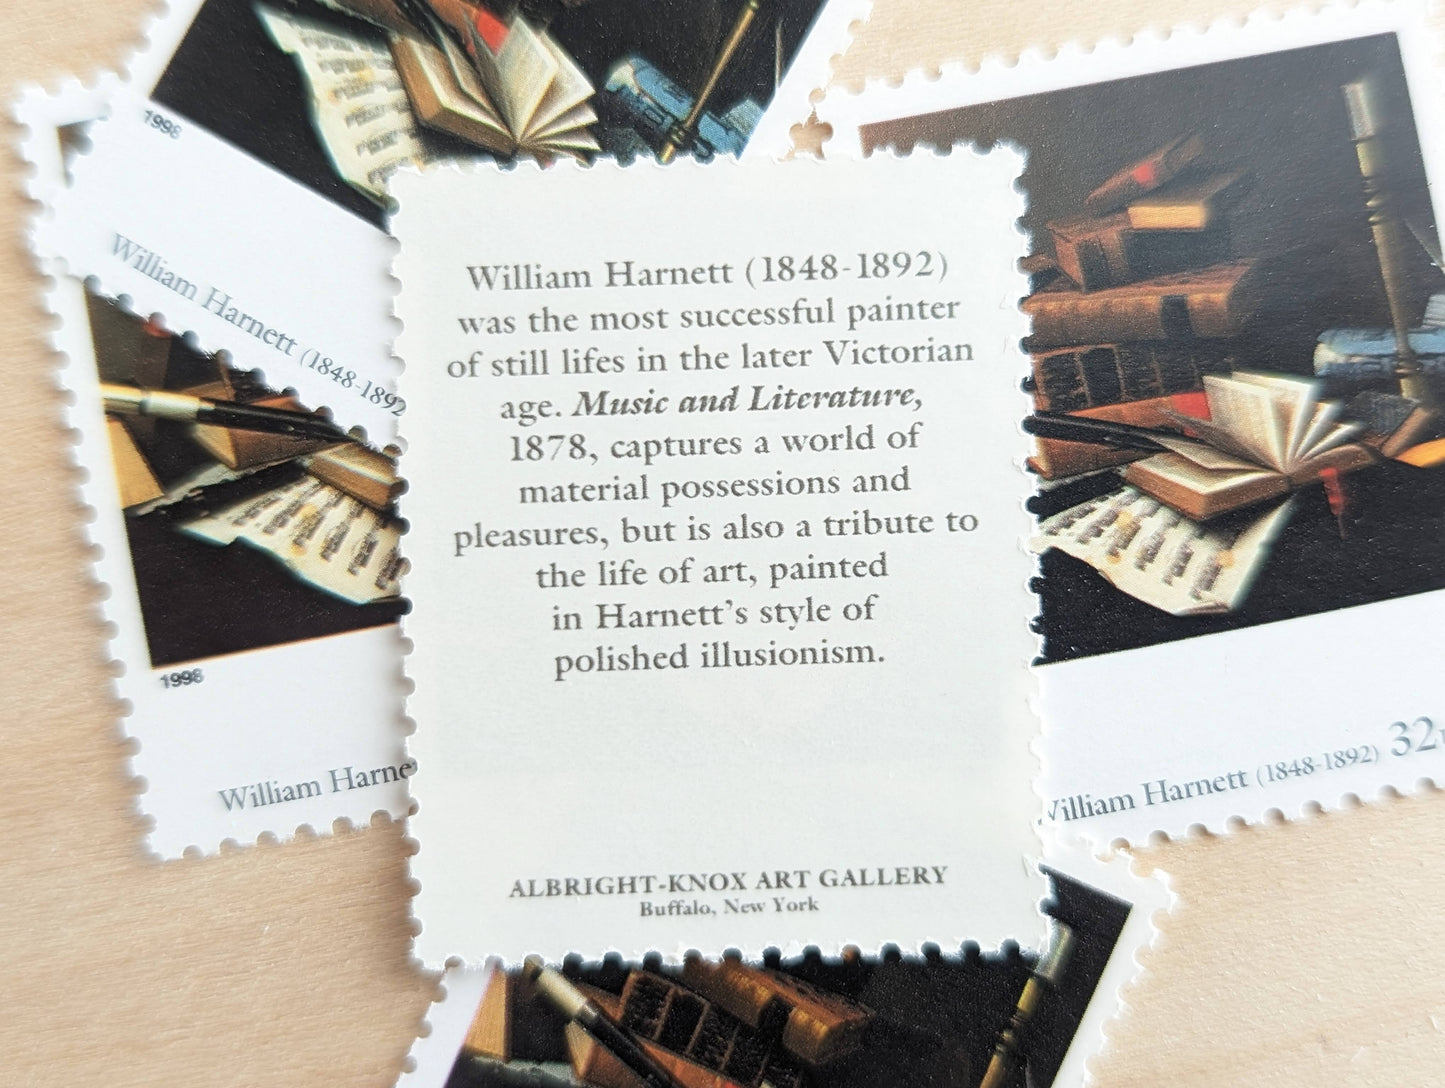 1998
William Harnett (1848-1892
William Harnett (1848-1892)
was the most successful painter
of still lifes in the later Victorian
age. Music and Literature,
1878, captures a world of
material possessions and
pleasures, but is also a tribute to
the life of art, painted
in Harnett's style of
polished illusionism.
ALBRIGHT-KNOX ART GALLERY
Buffalo, New York
1998
William Harne
William Harnett (1848-1892) 32